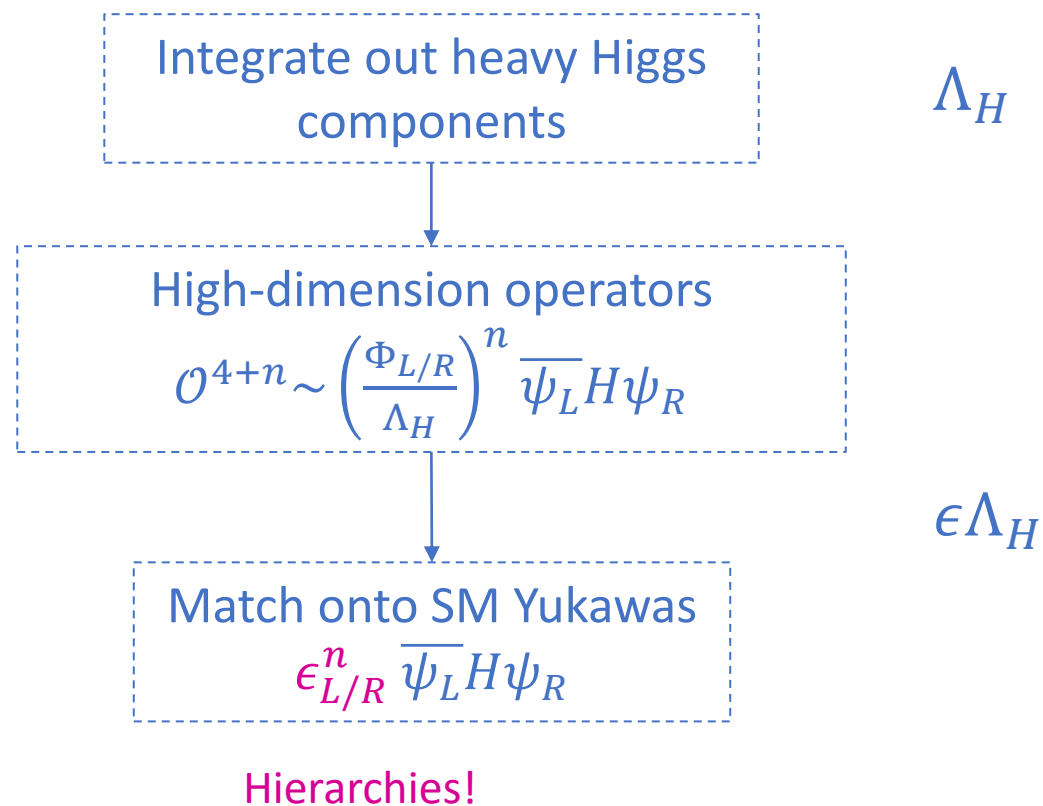 Integrate out heavy Higgs
components
Λ_H
High-dimension operators
𝒪^{4+n} ~ (Φ_{L/R} / Λ_H)^n \overline{ψ_L} H ψ_R
ϵΛ_H
Match onto SM Yukawas
ϵ^n_{L/R} \overline{ψ_L} H ψ_R
Hierarchies!